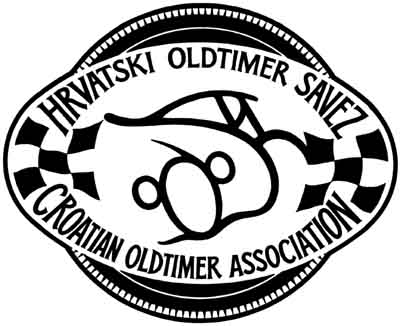 HRVATSKI OLDTIMER SAVEZ
CROATIAN OLDTIMER ASSOCIATION